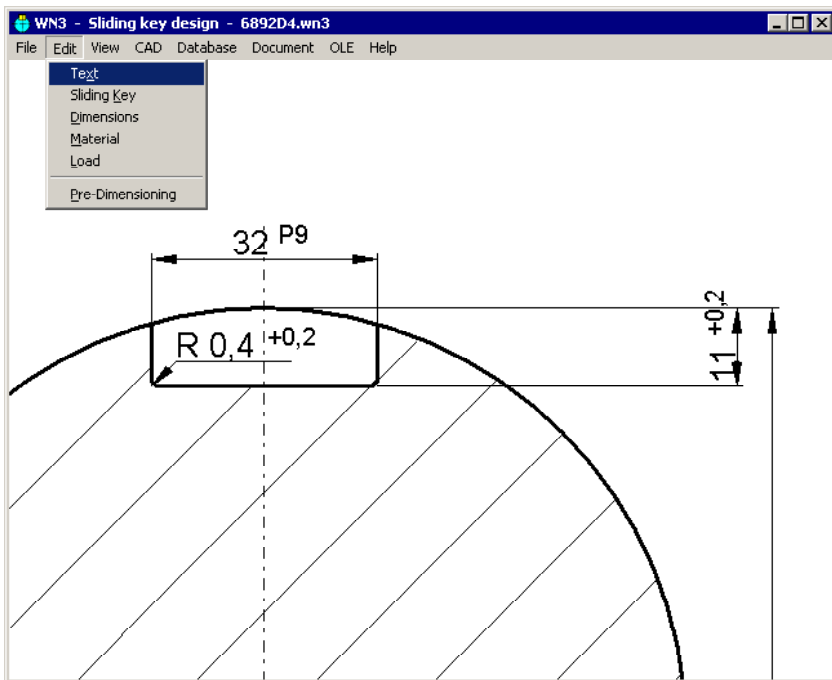 WN3 - Sliding key design - 6892D4.wn3
File Edit View CAD Database Document OLE Help
Text
Sliding Key
Dimensions
Material
Load
Pre-Dimensioning
32 P9
R 0,4 +0,2
11 +0,2